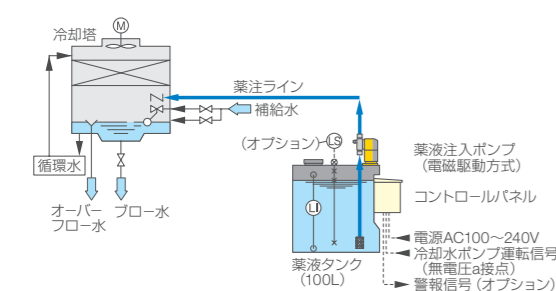 M
冷却塔
薬注ライン
補給水
(オプション)
LS
薬液注入ポンプ
(電磁駆動方式)
循環水
コントロールパネル
LI
オーバー
フロー水
ブロー水
電源AC100〜240V
冷却水ポンプ運転信号
(無電圧a接点)
薬液タンク
(100L)
警報信号(オプション)